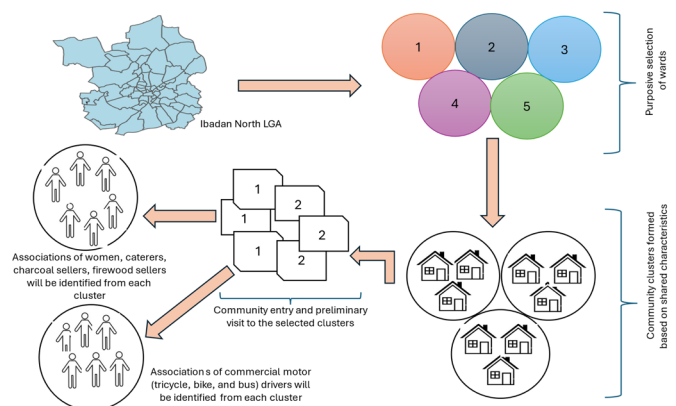 Ibadan North LGA
1
2
3
4
5
Purposive selection
of wards
Community clusters formed
based on shared characteristics
1
2
1
2
1
2
Community entry and preliminary
visit to the selected clusters
Associations of women, caterers,
charcoal sellers, firewood sellers
will be identified from each
cluster
Associations of commercial motor
(tricycle, bike, and bus) drivers will
be identified from each cluster